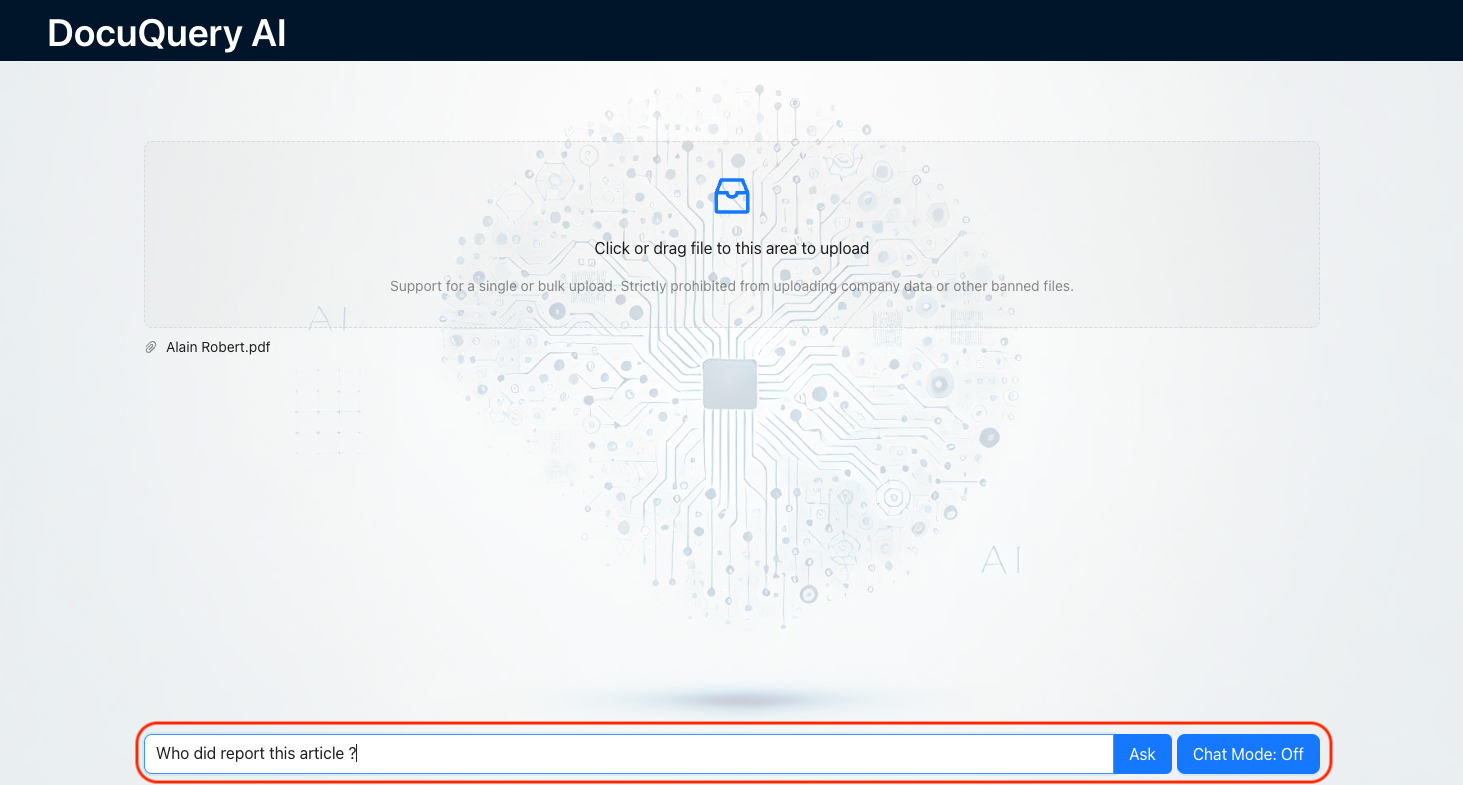 DocuQuery AI
Click or drag file to this area to upload
Support for a single or bulk upload. Strictly prohibited from uploading company data or other banned files.
AI
Alain Robert.pdf
AI
Who did report this article ?
Ask
Chat Mode: Off